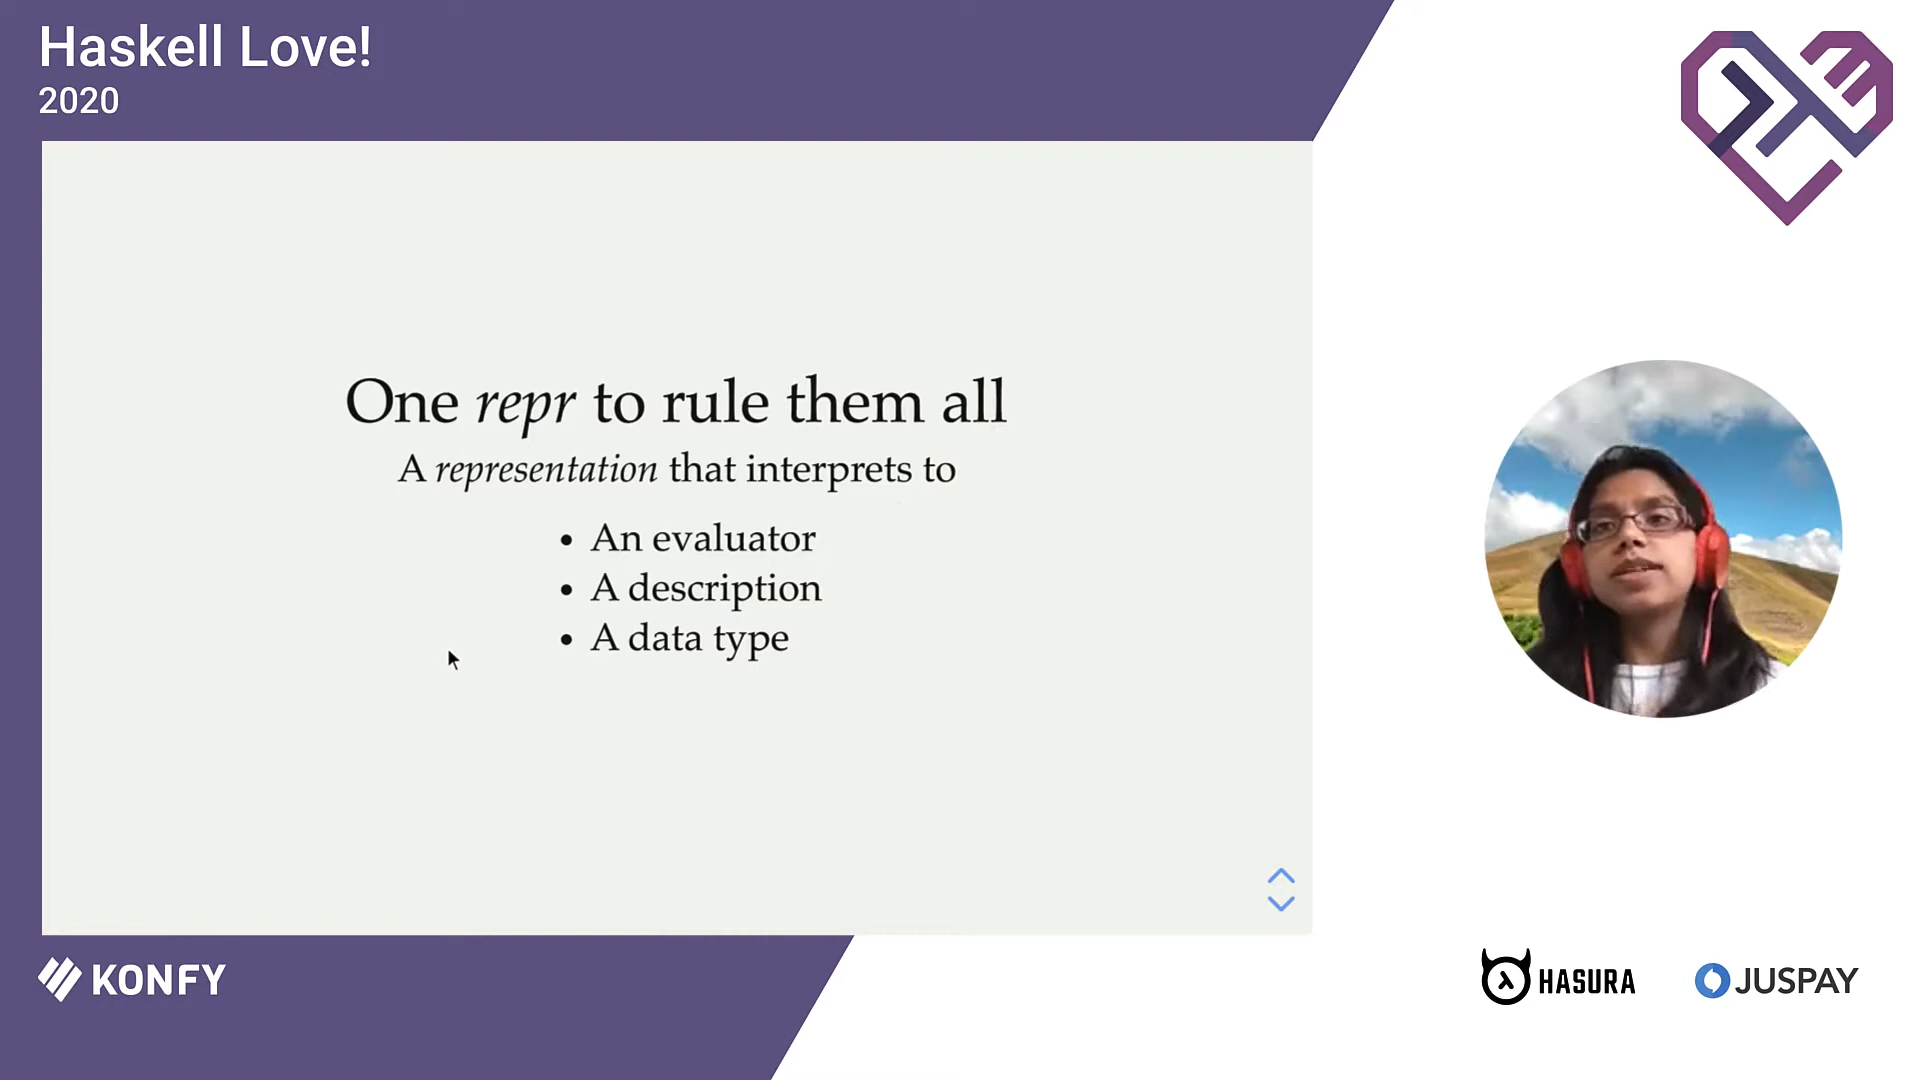 Haskell Love!
2020
One repr to rule them all
A representation that interprets to
• An evaluator
• A description
• A data type
KONFY
HASURA
JUSPAY